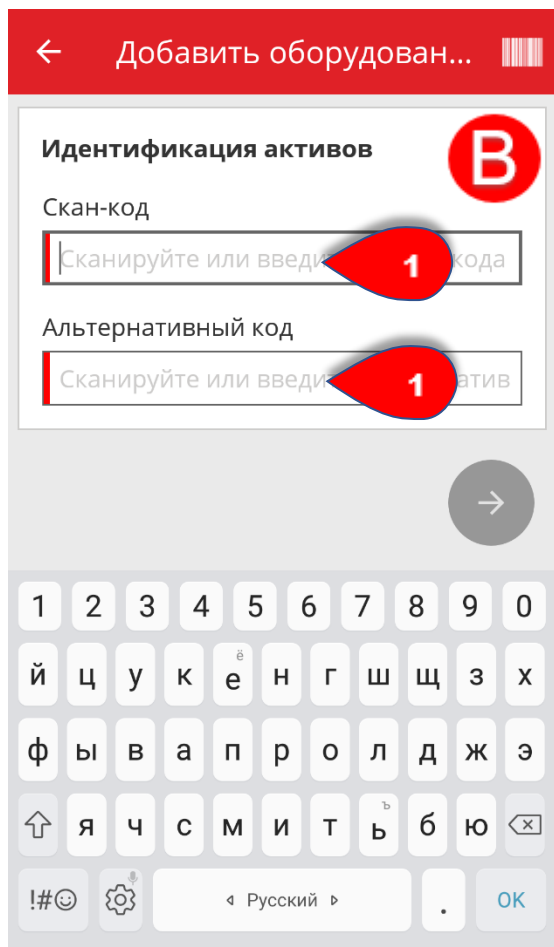 Добавить оборудован...
Идентификация активов
B
Скан-код
Сканируйте или введи
1
кода
Альтернативный код
Сканируйте или введит
1
атив
1 2 3 4 5 6 7 8 9 0
й ц у к е ё н г ш щ з х
ф ы в а п р о л д ж э
я ч с м и т ь ъ б ю
!#☺ Русский . OK